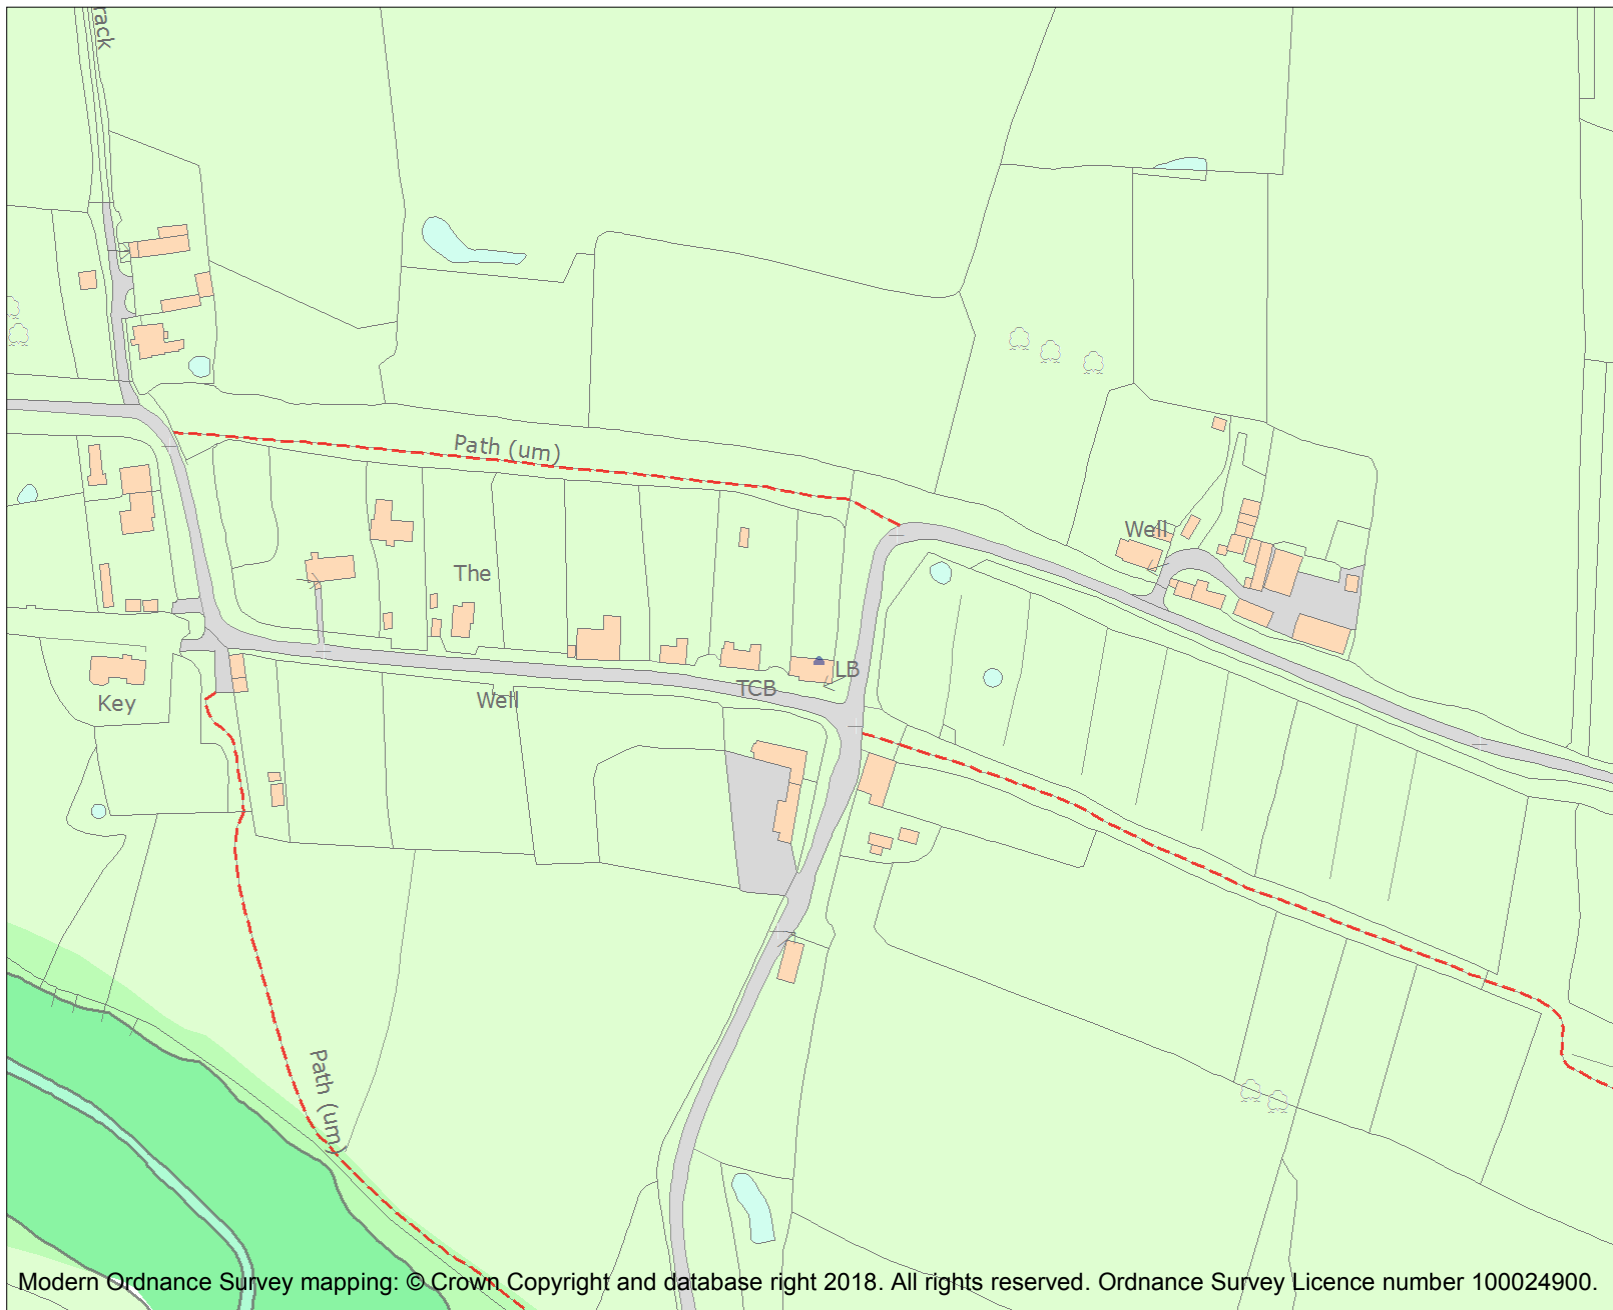 rack
Path (um)
Well
The
LB
TCB
Well
Key
Path (um)
Modern Ordnance Survey mapping: © Crown Copyright and database right 2018. All rights reserved. Ordnance Survey Licence number 100024900.